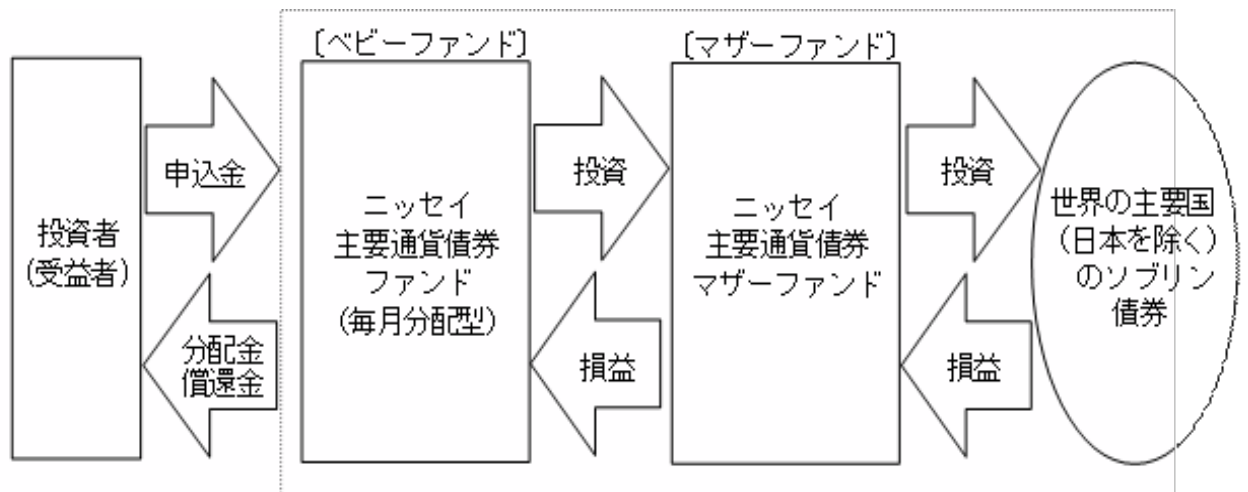 〔ベビーファンド〕
〔マザーファンド〕
投資者
(受益者)
申込金
分配金
償還金
ニッセイ
主要通貨債券
ファンド
(毎月分配型)
投資
損益
ニッセイ
主要通貨債券
マザーファンド
投資
損益
世界の主要国
(日本を除く)
のソブリン
債券